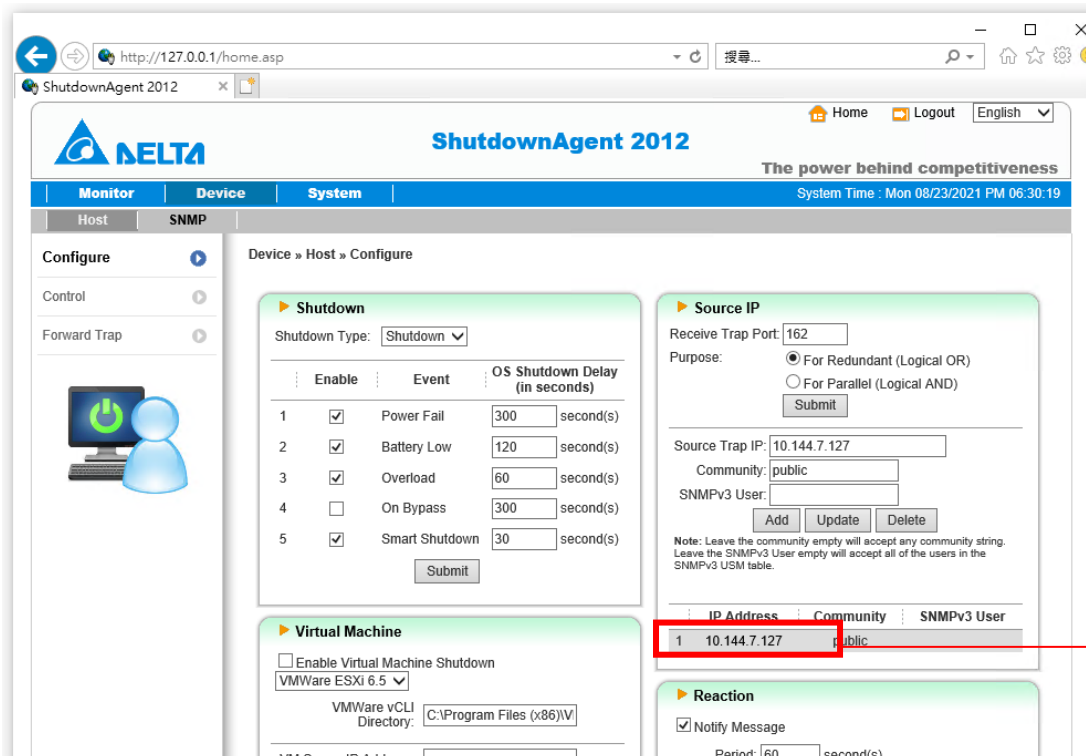 http://127.0.0.1/home.asp
搜尋...
ShutdownAgent 2012
Home Logout English
DELTA
ShutdownAgent 2012
The power behind competitiveness
Monitor Device System System Time : Mon 08/23/2021 PM 06:30:19
Host SNMP
Configure
Control
Forward Trap
Device » Host » Configure
Shutdown
Shutdown Type: Shutdown
Enable Event OS Shutdown Delay
(in seconds)
1 Power Fail 300 second(s)
2 Battery Low 120 second(s)
3 Overload 60 second(s)
4 On Bypass 300 second(s)
5 Smart Shutdown 30 second(s)
Submit
Virtual Machine
Enable Virtual Machine Shutdown
VMWare ESXi 6.5
VMWare vCLI
Directory: C:\Program Files (x86)\V
Source IP
Receive Trap Port: 162
Purpose: For Redundant (Logical OR)
For Parallel (Logical AND)
Submit
Source Trap IP: 10.144.7.127
Community: public
SNMPv3 User:
Add Update Delete
Note: Leave the community empty will accept any community string.
Leave the SNMPv3 User empty will accept all of the users in the
SNMPv3 USM table.
IP Address Community SNMPv3 User
1 10.144.7.127 public
Reaction
Notify Message
Period: 60 second(s)